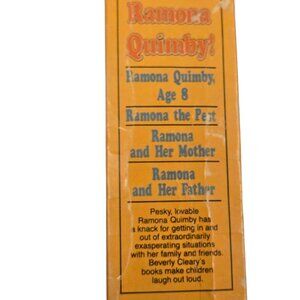 Ramona
Quimby!
Ramona Quimby,
Age 8
Ramona the Pest
Ramona
and Her Mother
Ramona
and Her Father
Pesky, lovable
Ramona Quimby has
a knack for getting in and
out of extraordinarily
exasperating situations
with her family and friends.
Beverly Cleary's
books make children
laugh out loud.